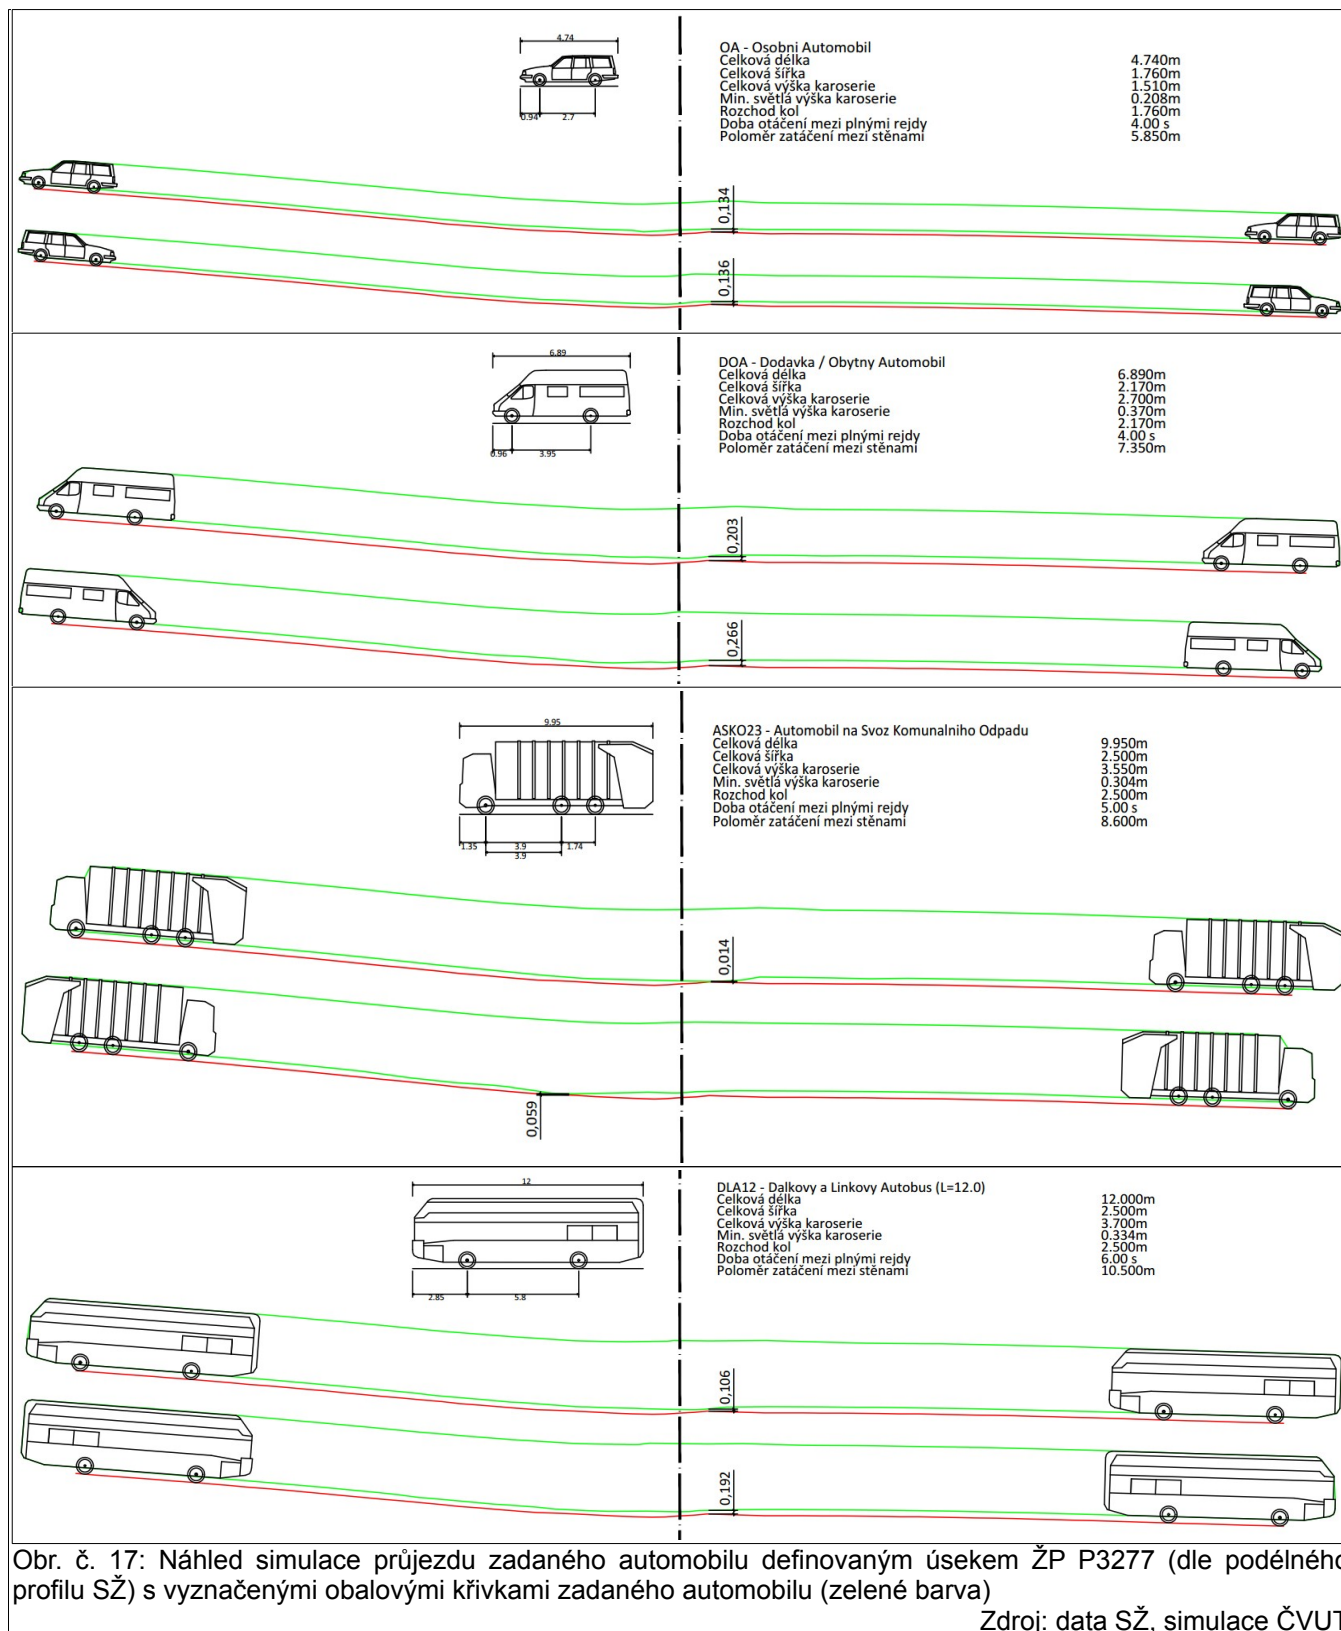 4.74
0.94 2.7
OA - Osobni Automobil
Celková délka 4.740m
Celková šířka 1.760m
Celková výška karoserie 1.510m
Min. světlá výška karoserie 0.208m
Rozchod kol 1.760m
Doba otáčení mezi plnými rejdy 4.00 s
Poloměr zatáčení mezi stěnami 5.850m
0,134
0,136
6.89
0.96 3.95
DOA - Dodavka / Obytny Automobil
Celková délka 6.890m
Celková šířka 2.170m
Celková výška karoserie 2.700m
Min. světlá výška karoserie 0.370m
Rozchod kol 2.170m
Doba otáčení mezi plnými rejdy 4.00 s
Poloměr zatáčení mezi stěnami 7.350m
0,203
0,266
9.95
1.35 3.9 1.74
3.9
ASKO23 - Automobil na Svoz Komunalniho Odpadu
Celková délka 9.950m
Celková šířka 2.500m
Celková výška karoserie 3.550m
Min. světlá výška karoserie 0.304m
Rozchod kol 2.500m
Doba otáčení mezi plnými rejdy 5.00 s
Poloměr zatáčení mezi stěnami 8.600m
0,014
0,059
12
2.85 5.8
DLA12 - Dalkovy a Linkovy Autobus (L=12.0)
Celková délka 12.000m
Celková šířka 2.500m
Celková výška karoserie 3.700m
Min. světlá výška karoserie 0.334m
Rozchod kol 2.500m
Doba otáčení mezi plnými rejdy 6.00 s
Poloměr zatáčení mezi stěnami 10.500m
0,106
0,192
Obr. č. 17: Náhled simulace průjezdu zadaného automobilu definovaným úsekem ŽP P3277 (dle podélného
profilu SŽ) s vyznačenými obalovými křivkami zadaného automobilu (zelené barva)
Zdroj: data SŽ, simulace ČVUT